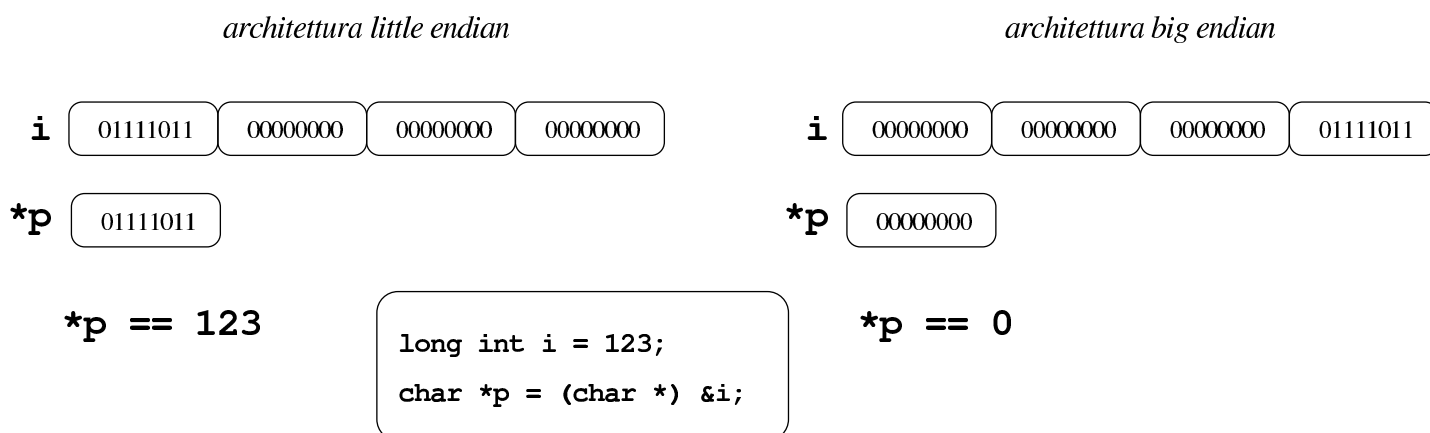 architettura little endian
architettura big endian
i 01111011 00000000 00000000 00000000
i 00000000 00000000 00000000 01111011
*p 01111011
*p 00000000
*p == 123
*p == 0
long int i = 123;
char *p = (char *) &i;